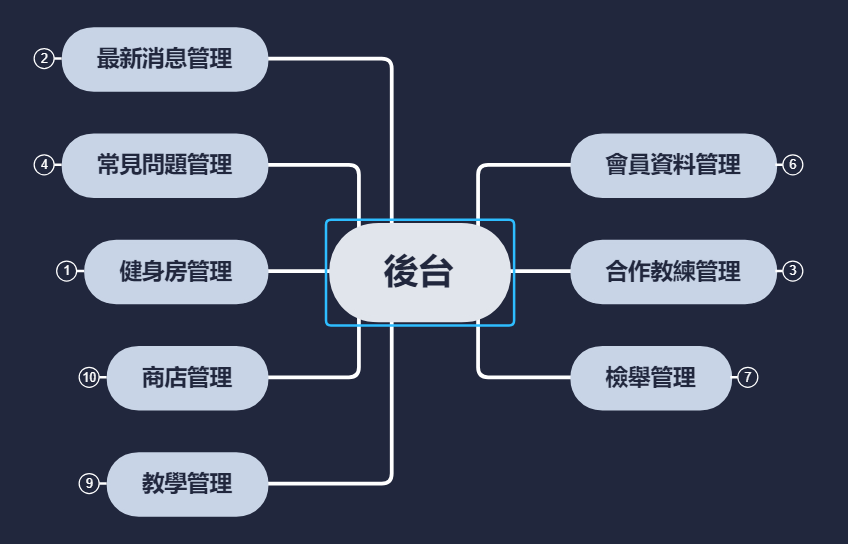 ② 最新消息管理
④ 常見問題管理
① 健身房管理
⑩ 商店管理
⑨ 教學管理
後台
會員資料管理 ⑥
合作教練管理 ③
檢舉管理 ⑦